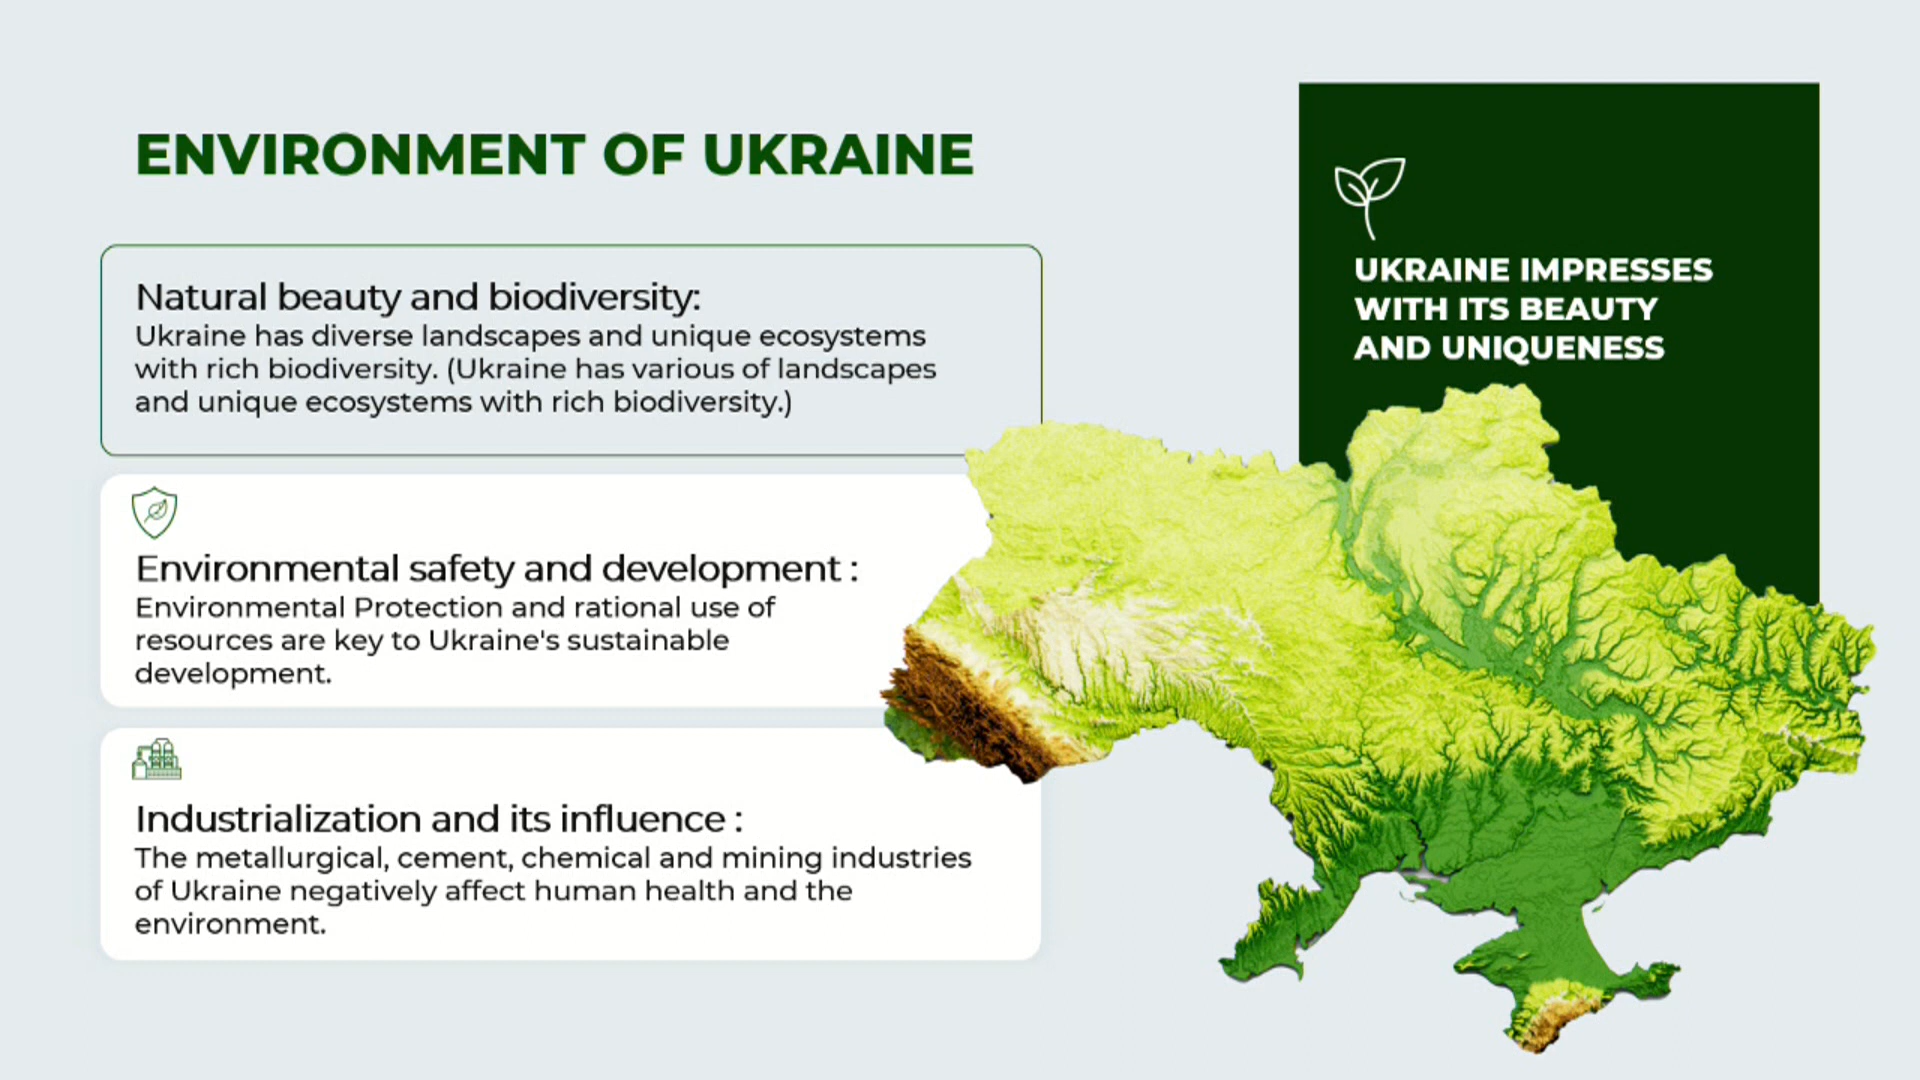 ENVIRONMENT OF UKRAINE
Natural beauty and biodiversity:
Ukraine has diverse landscapes and unique ecosystems
with rich biodiversity. (Ukraine has various of landscapes
and unique ecosystems with rich biodiversity.)
Environmental safety and development :
Environmental Protection and rational use of
resources are key to Ukraine's sustainable
development.
Industrialization and its influence :
The metallurgical, cement, chemical and mining industries
of Ukraine negatively affect human health and the
environment.
UKRAINE IMPRESSES
WITH ITS BEAUTY
AND UNIQUENESS